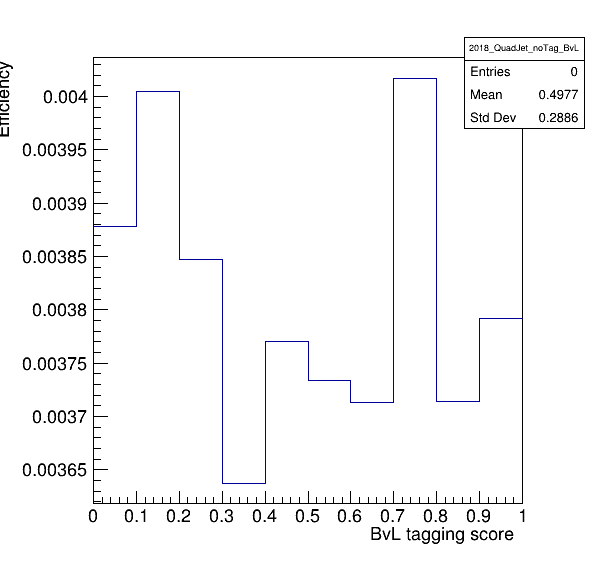 2018_QuadJet_noTag_BvL
Entries 0
Mean 0.4977
Std Dev 0.2886
Efficiency
0.004
0.00395
0.0039
0.00385
0.0038
0.00375
0.0037
0.00365
0 0.1 0.2 0.3 0.4 0.5 0.6 0.7 0.8 0.9 1
BvL tagging score